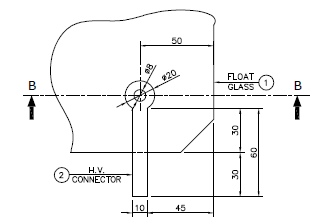 50
ø8
ø20
B
B
FLOAT
GLASS
1
30
60
30
2
H.V.
CONNECTOR
10
45